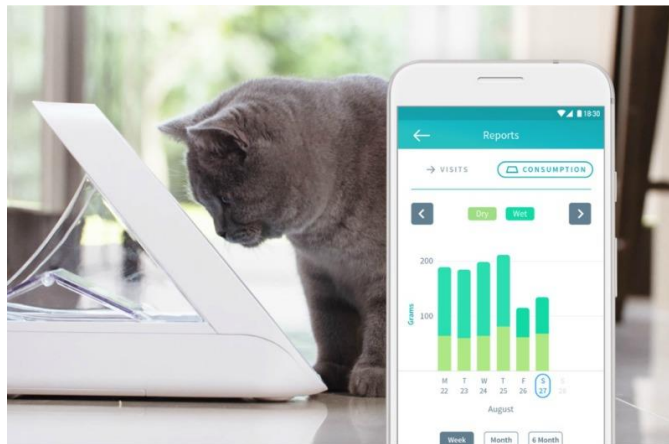 18:30
Reports
VISITS
CONSUMPTION
Dry Wet
200
Grams
100
M T W T F S S
22 23 24 25 26 27 28
August
Week Month 6 Month